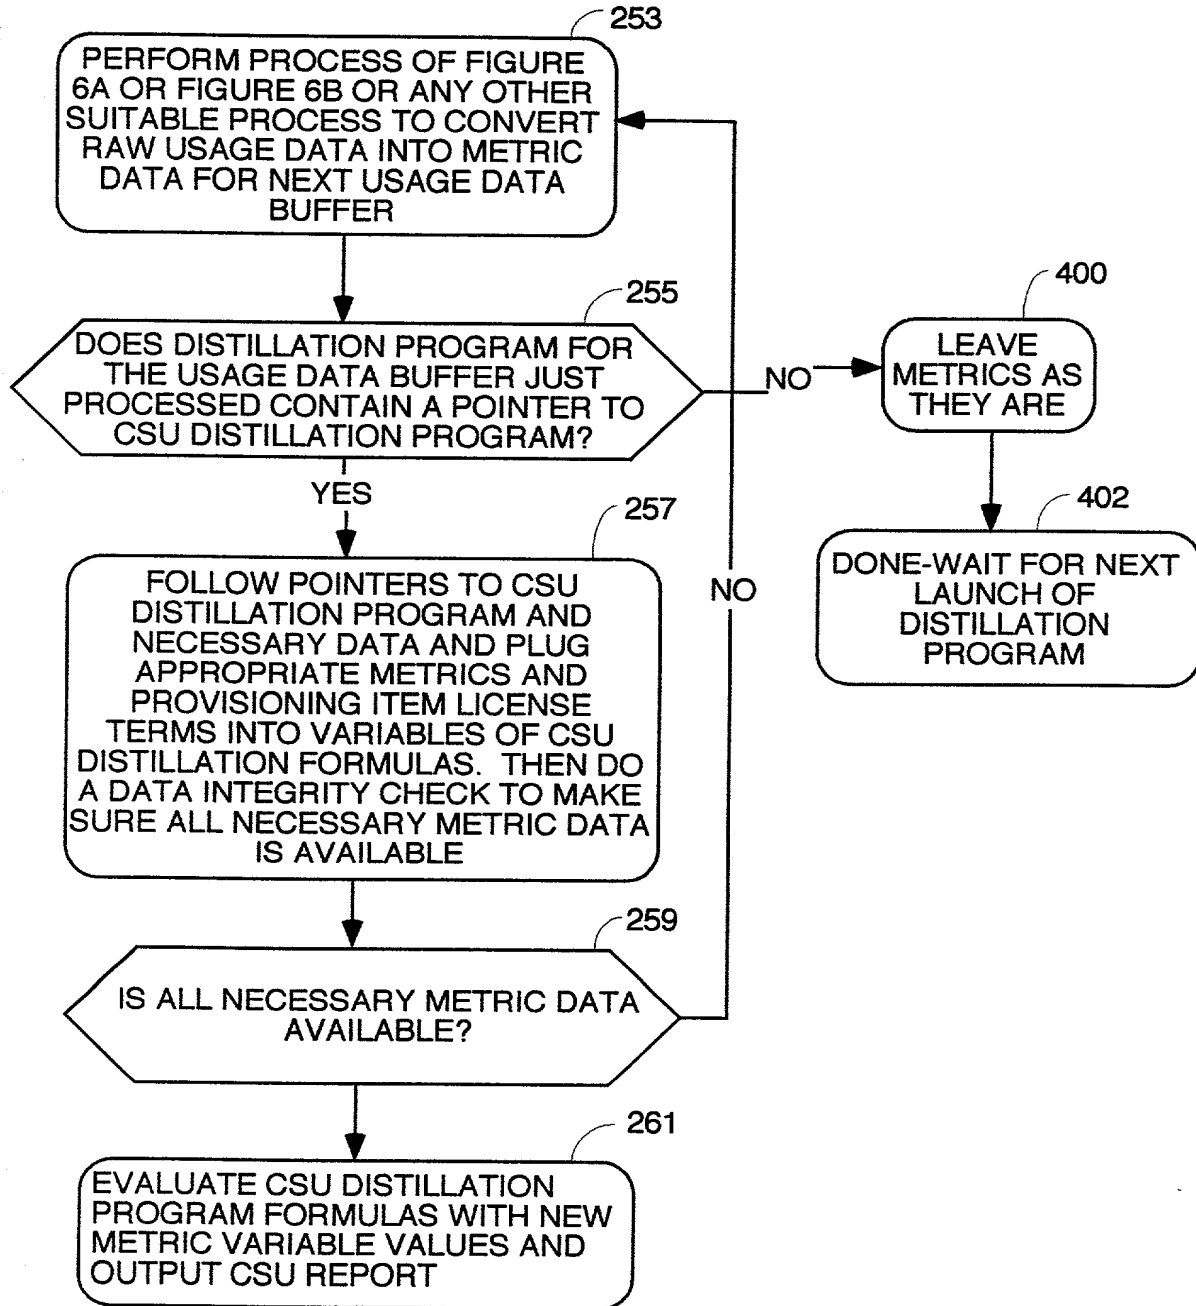 253
PERFORM PROCESS OF FIGURE
6A OR FIGURE 6B OR ANY OTHER
SUITABLE PROCESS TO CONVERT
RAW USAGE DATA INTO METRIC
DATA FOR NEXT USAGE DATA
BUFFER
255
DOES DISTILLATION PROGRAM FOR
THE USAGE DATA BUFFER JUST
PROCESSED CONTAIN A POINTER TO
CSU DISTILLATION PROGRAM?
NO
400
LEAVE
METRICS AS
THEY ARE
402
DONE-WAIT FOR NEXT
LAUNCH OF
DISTILLATION
PROGRAM
YES
257
FOLLOW POINTERS TO CSU
DISTILLATION PROGRAM AND
NECESSARY DATA AND PLUG
APPROPRIATE METRICS AND
PROVISIONING ITEM LICENSE
TERMS INTO VARIABLES OF CSU
DISTILLATION FORMULAS. THEN DO
A DATA INTEGRITY CHECK TO MAKE
SURE ALL NECESSARY METRIC DATA
IS AVAILABLE
NO
259
IS ALL NECESSARY METRIC DATA
AVAILABLE?
261
EVALUATE CSU DISTILLATION
PROGRAM FORMULAS WITH NEW
METRIC VARIABLE VALUES AND
OUTPUT CSU REPORT